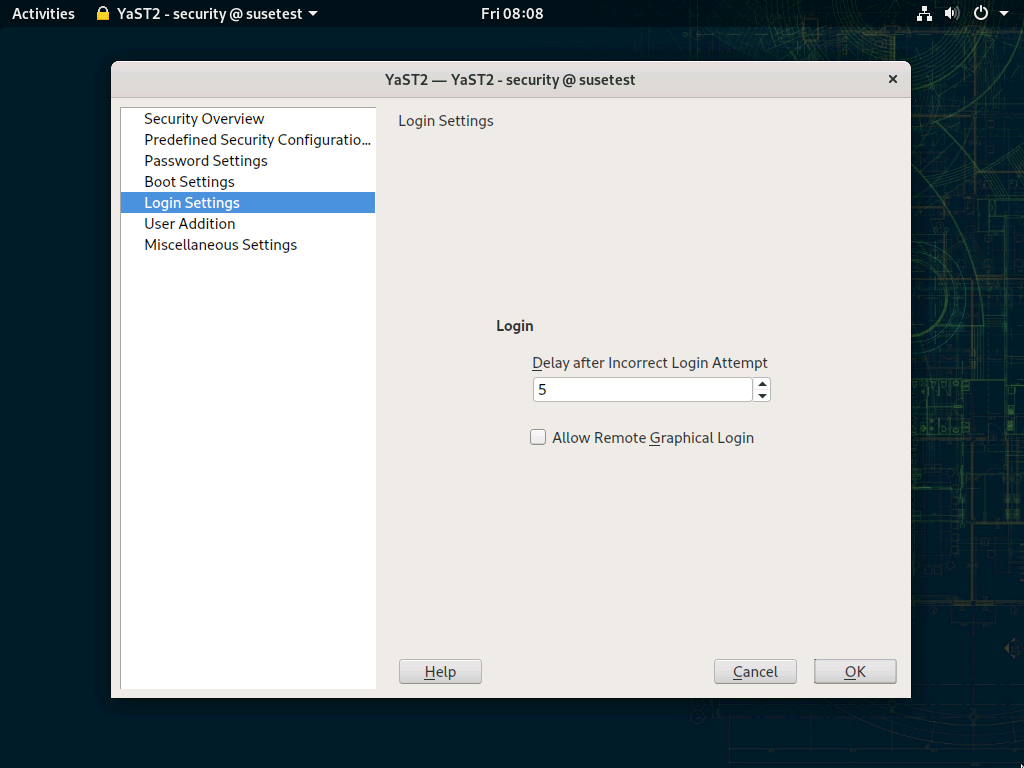 Activities YaST2 - security @ susetest Fri 08:08
YaST2 — YaST2 - security @ susetest
Security Overview
Predefined Security Configuratio...
Password Settings
Boot Settings
Login Settings
User Addition
Miscellaneous Settings
Login Settings
Login
Delay after Incorrect Login Attempt
5
Allow Remote Graphical Login
Help Cancel OK